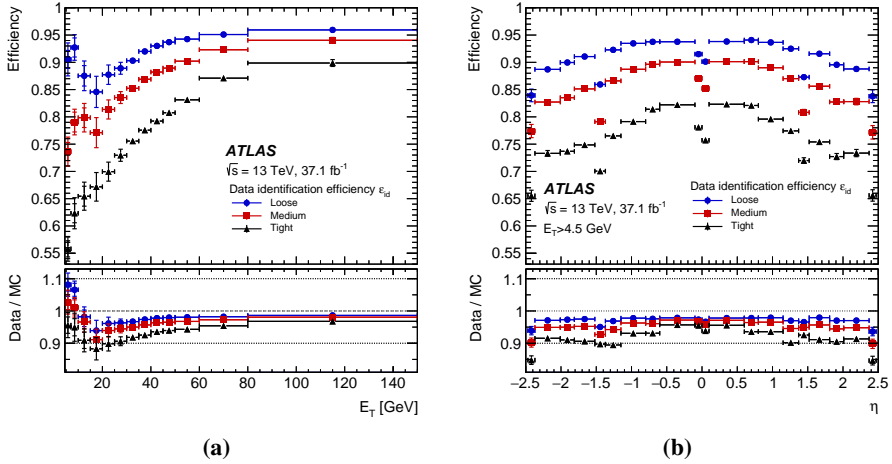 Efficiency
1
0.95
0.9
0.85
0.8
0.75
0.7
0.65
0.6
0.55
ATLAS
√s = 13 TeV, 37.1 fb⁻¹
Data identification efficiency ε_id
Loose
Medium
Tight
Data / MC
1.1
1
0.9
20 40 60 80 100 120 140
E_T [GeV]
(a)
Efficiency
1
0.95
0.9
0.85
0.8
0.75
0.7
0.65
0.6
0.55
ATLAS
√s = 13 TeV, 37.1 fb⁻¹
E_T>4.5 GeV
Data identification efficiency ε_id
Loose
Medium
Tight
Data / MC
1.1
1
0.9
−2.5 −2 −1.5 −1 −0.5 0 0.5 1 1.5 2 2.5
η
(b)